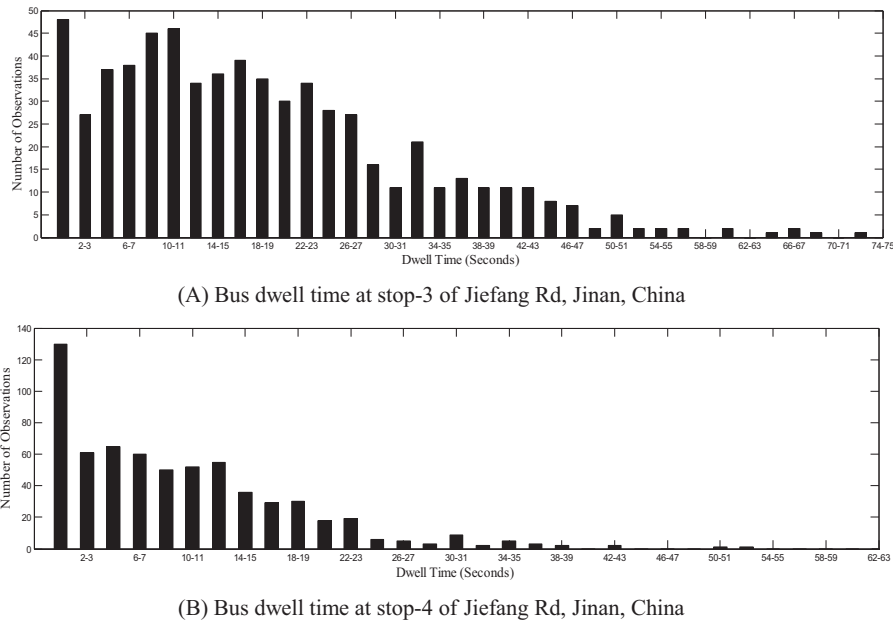 50
45
40
35
30
25
20
15
10
5
0
Number of Observations
2-3 6-7 10-11 14-15 18-19 22-23 26-27 30-31 34-35 38-39 42-43 46-47 50-51 54-55 58-59 62-63 66-67 70-71 74-75
Dwell Time (Seconds)
(A) Bus dwell time at stop-3 of Jiefang Rd, Jinan, China
140
120
100
80
60
40
20
0
Number of Observations
2-3 6-7 10-11 14-15 18-19 22-23 26-27 30-31 34-35 38-39 42-43 46-47 50-51 54-55 58-59 62-63
Dwell Time (Seconds)
(B) Bus dwell time at stop-4 of Jiefang Rd, Jinan, China